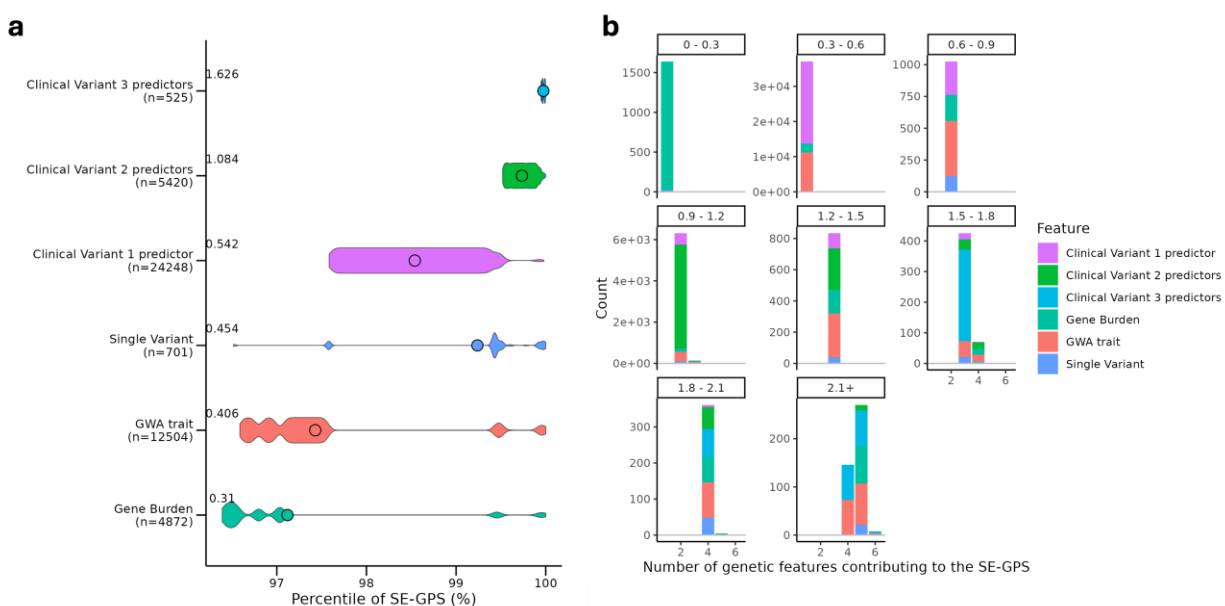 a
1.626
Clinical Variant 3 predictors
(n=525)
1.084
Clinical Variant 2 predictors
(n=5420)
0.542
Clinical Variant 1 predictor
(n=24248)
0.454
Single Variant
(n=701)
0.406
GWA trait
(n=12504)
0.31
Gene Burden
(n=4872)
97 98 99 100
Percentile of SE-GPS (%)
b
0 - 0.3
1500
1000
500
0
0.3 - 0.6
3e+04
2e+04
1e+04
0e+00
0.6 - 0.9
1000
750
500
250
0
0.9 - 1.2
6e+03
4e+03
2e+03
0e+00
1.2 - 1.5
800
600
400
200
0
1.5 - 1.8
400
300
200
100
0
2 4 6
1.8 - 2.1
300
200
100
0
2 4 6
2.1+
200
100
0
2 4 6
Count
Number of genetic features contributing to the SE-GPS
Feature
Clinical Variant 1 predictor
Clinical Variant 2 predictors
Clinical Variant 3 predictors
Gene Burden
GWA trait
Single Variant